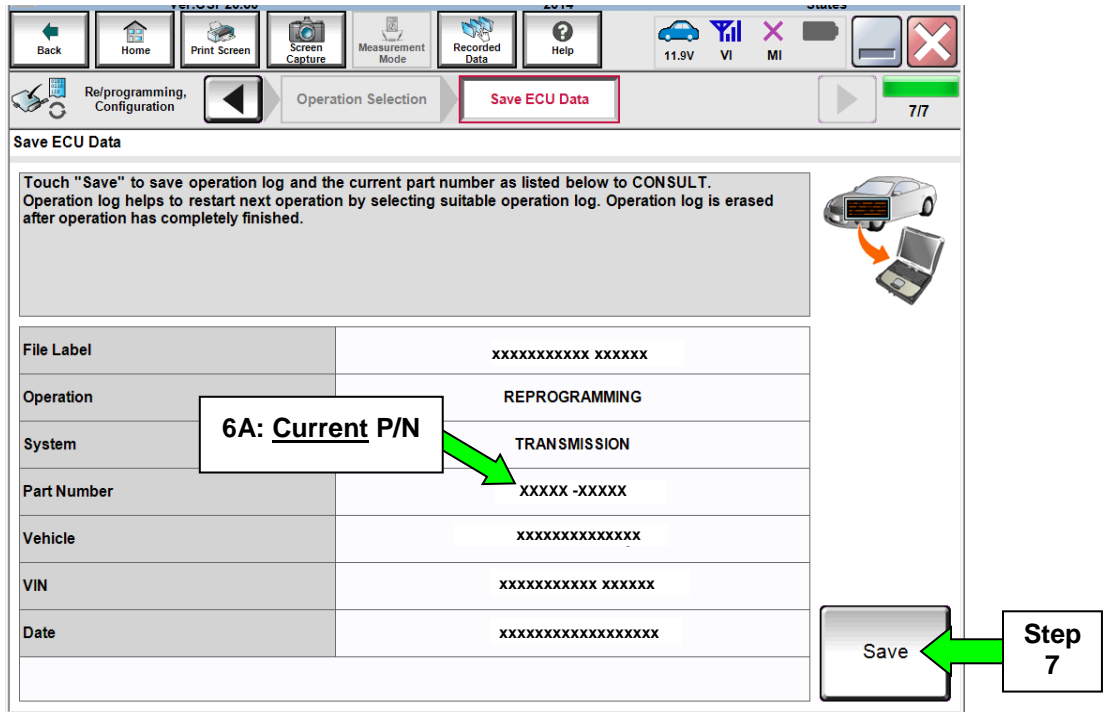 Back
Home
Print Screen
Screen Capture
Measurement Mode
Recorded Data
Help
11.9V
VI
MI
Re/programming,
Configuration
Operation Selection
Save ECU Data
7/7
Save ECU Data
Touch "Save" to save operation log and the current part number as listed below to CONSULT.
Operation log helps to restart next operation by selecting suitable operation log. Operation log is erased
after operation has completely finished.
File Label
xxxxxxxxxxx xxxxxx
Operation
REPROGRAMMING
6A: Current P/N
System
TRANSMISSION
Part Number
XXXXX -XXXXX
Vehicle
xxxxxxxxxxxxxx
VIN
xxxxxxxxxxx xxxxxx
Date
xxxxxxxxxxxxxxxxxx
Save
Step
7